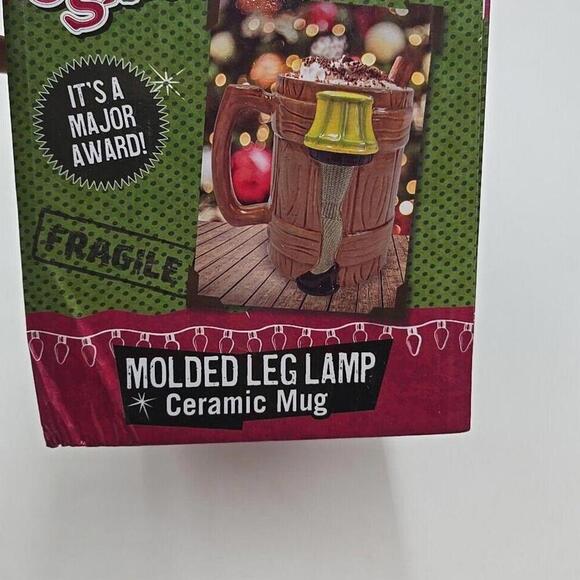 IT'S A
MAJOR
AWARD!
FRAGILE
MOLDED LEG LAMP
Ceramic Mug